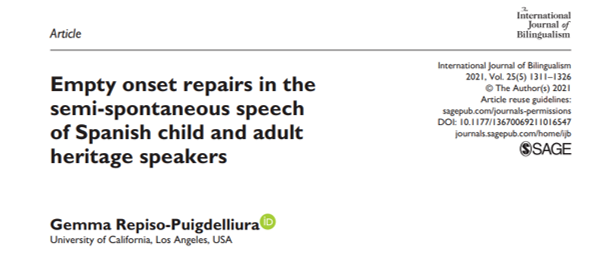 The
International
Journal of
Bilingualism
Article
International Journal of Bilingualism
2021, Vol. 25(5) 1311–1326
© The Author(s) 2021
Article reuse guidelines:
sagepub.com/journals-permissions
DOI: 10.1177/13670069211016547
journals.sagepub.com/home/ijb
SAGE
Empty onset repairs in the
semi-spontaneous speech
of Spanish child and adult
heritage speakers
Gemma Repiso-Puigdelliura iD
University of California, Los Angeles, USA